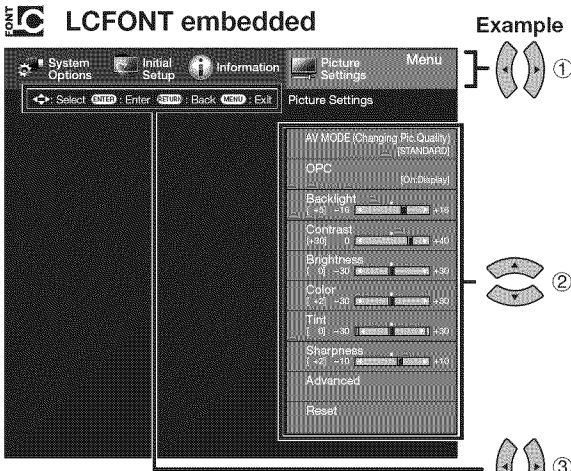 FONT LC LCFONT embedded
Example
System Options
Initial Setup
Information
Picture Settings
Menu
①
: Select ENTER : Enter RETURN : Back MENU : Exit
Picture Settings
AV MODE (Changing Pic.Quality)
[STANDARD]
OPC
[On:Display]
Backlight
[ +5] −16 +16
Contrast
[+30] 0 +40
Brightness
[ 0] −30 +30
Color
[ +2] −30 +30
②
Tint
[ 0] −30 +30
Sharpness
[ +2] −10 +10
Advanced
Reset
③